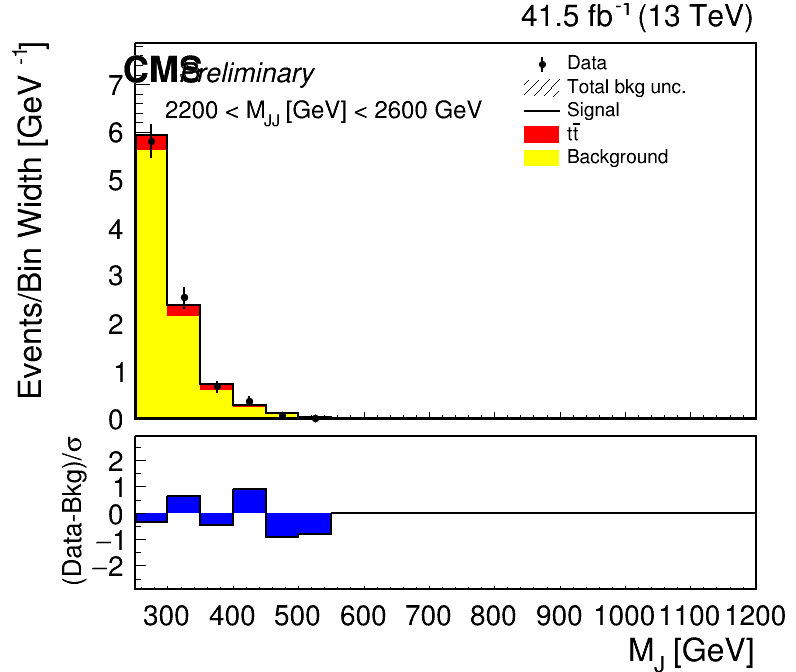 41.5 fb⁻¹ (13 TeV)
CMS Preliminary
2200 < M_JJ [GeV] < 2600 GeV
Data
Total bkg unc.
Signal
tt̄
Background
Events/Bin Width [GeV⁻¹]
7
6
5
4
3
2
1
0
(Data-Bkg)/σ
2
1
0
−1
−2
300 400 500 600 700 800 900 1000 1100 1200
M_J [GeV]